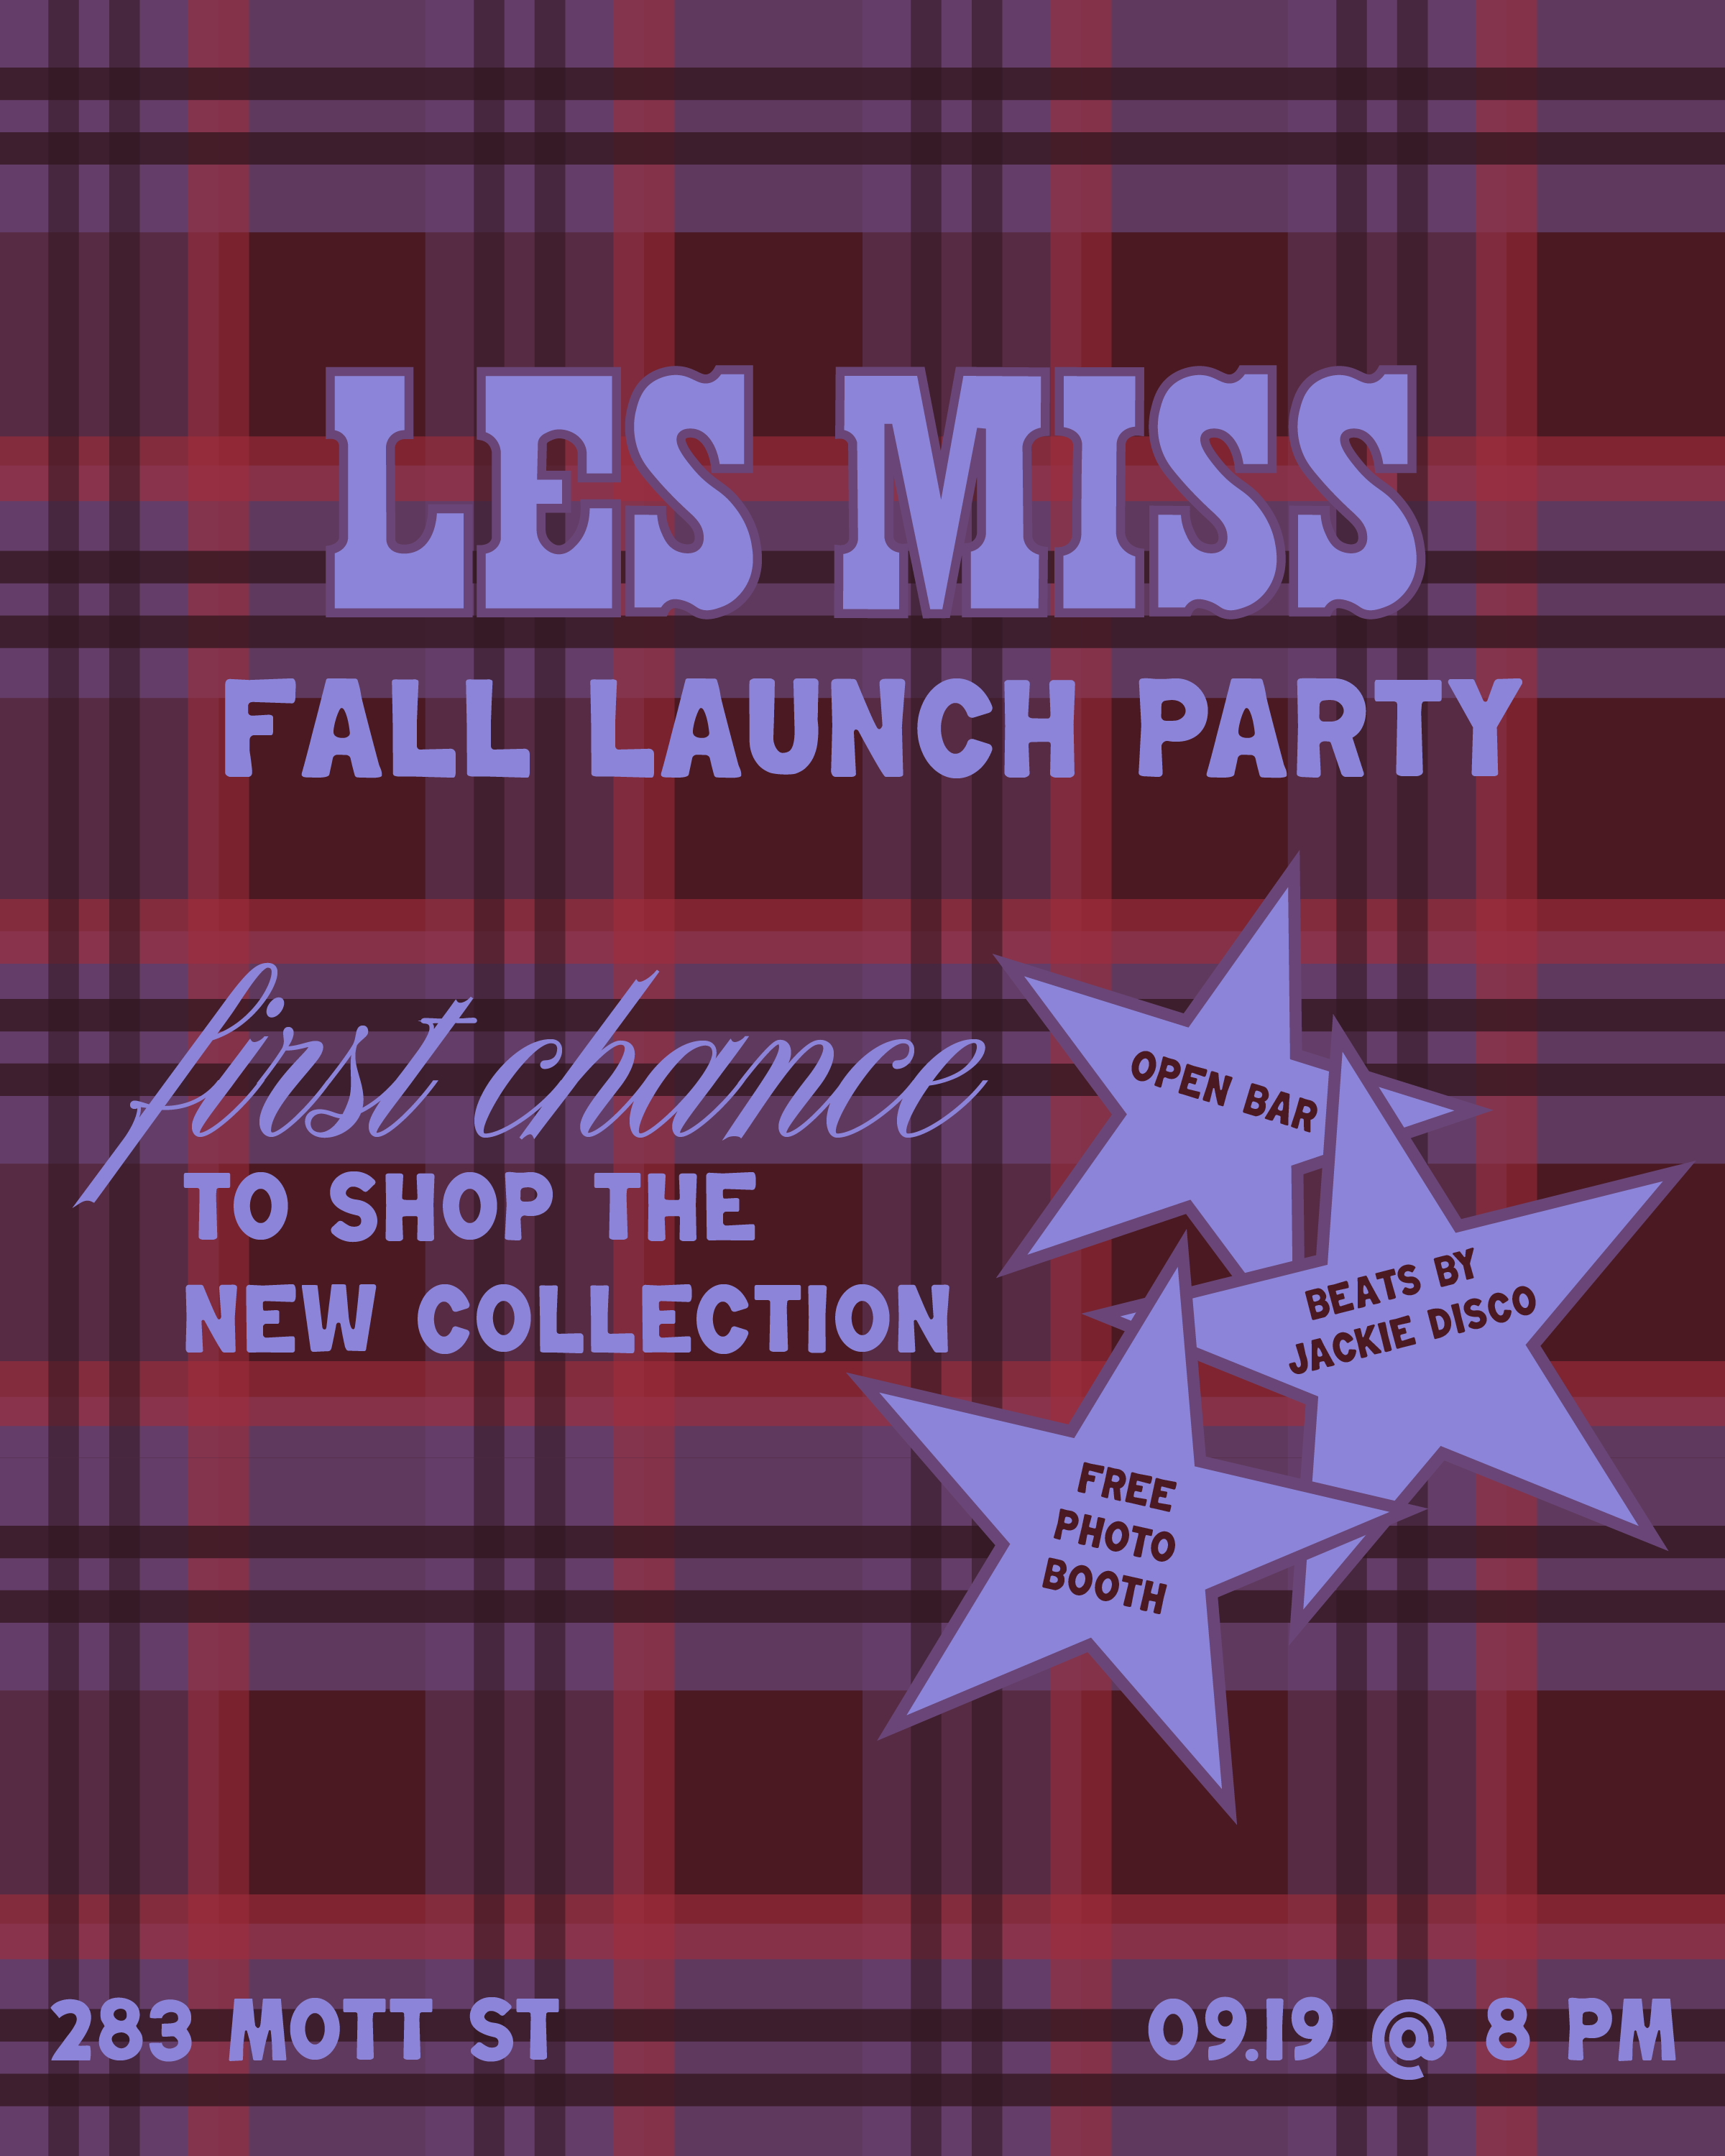 LES MISS
FALL LAUNCH PARTY
first chance
TO SHOP THE
NEW COLLECTION
OPEN BAR
BEATS BY
JACKIE DISCO
FREE
PHOTO
BOOTH
283 MOTT ST
09.19 @ 8 PM